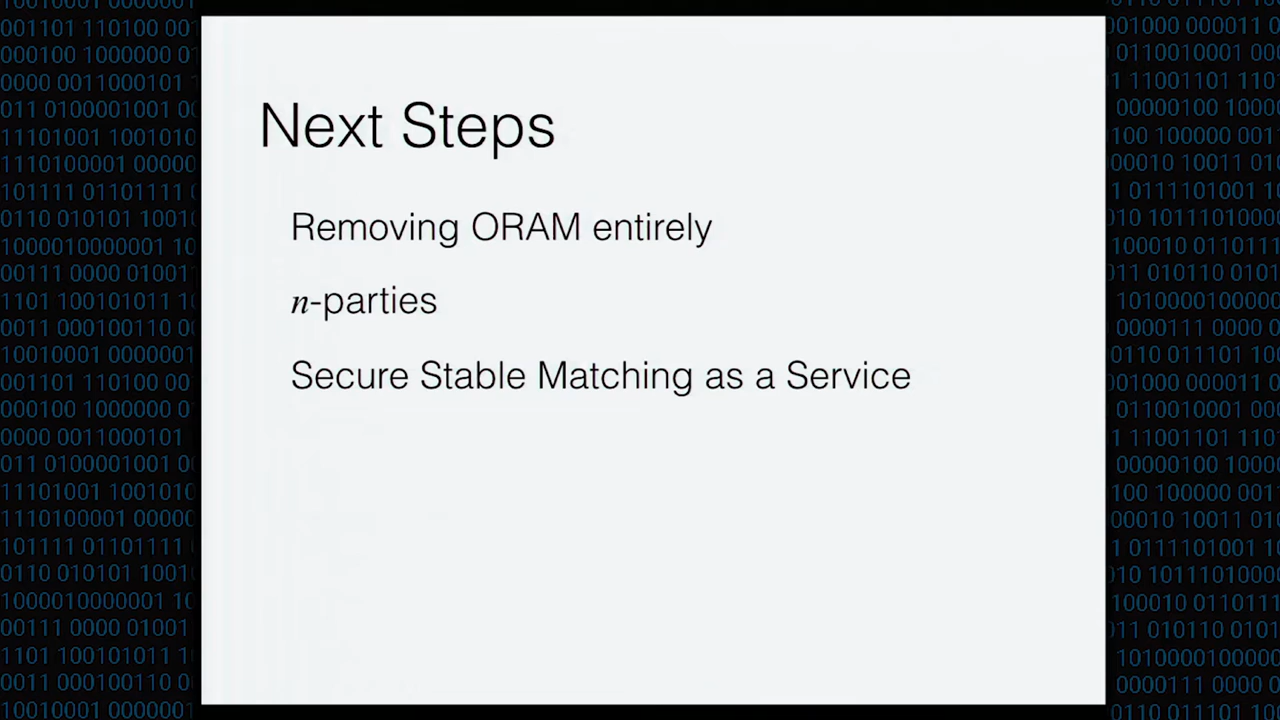 Next Steps
Removing ORAM entirely
n-parties
Secure Stable Matching as a Service